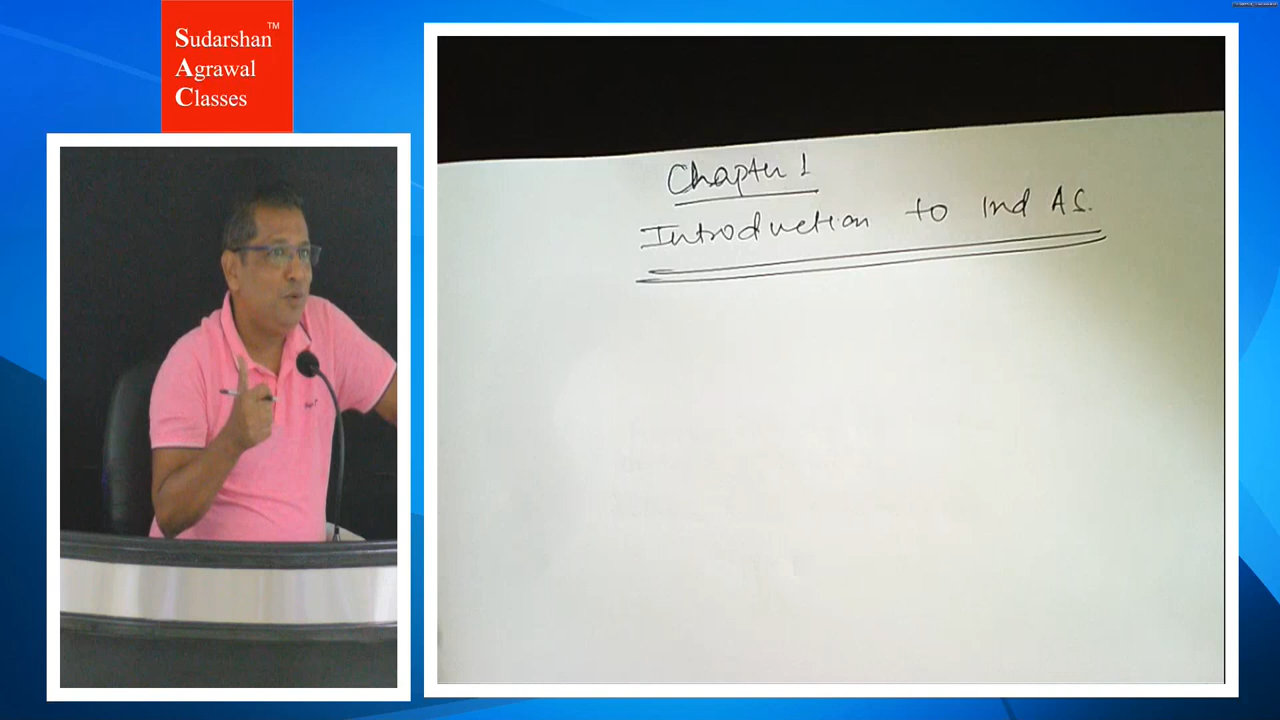 Sudarshan™
Agrawal
Classes
Chapter 1
Introduction to Ind AS.